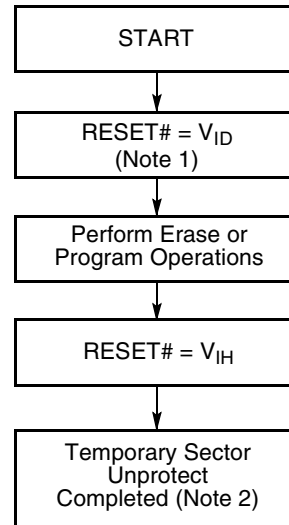 START
RESET# = VID
(Note 1)
Perform Erase or
Program Operations
RESET# = VIH
Temporary Sector
Unprotect
Completed (Note 2)